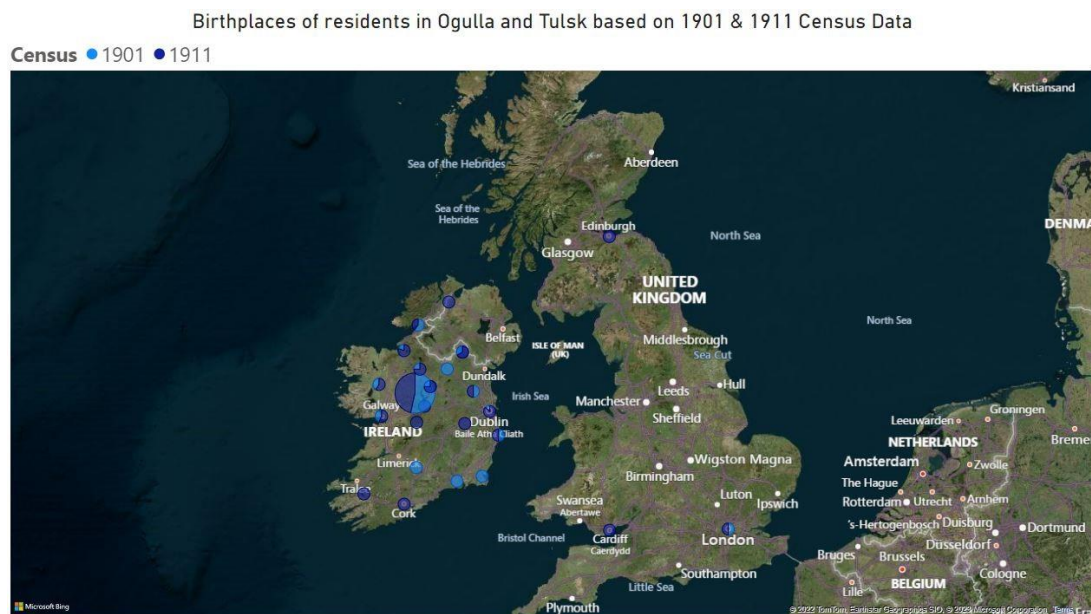 Birthplaces of residents in Ogulla and Tulsk based on 1901 & 1911 Census Data
Census 1901 1911
Kristiansand
Aberdeen
Sea of the Hebrides
Sea of the
Hebrides
Edinburgh
North Sea
DENMA
Glasgow
UNITED
KINGDOM
North Sea
Belfast
ISLE OF MAN
(UK)
Middlesbrough
Sea Cut
Dundalk
Leeds
Hull
Irish Sea
Manchester
Galway
Sheffield
Groningen
Leeuwarden
Dublin
Baile Átha Cliath
IRELAND
NETHERLANDS
Breme
Limerick
Wigston Magna
Amsterdam
Zwolle
Birmingham
The Hague
Tralee
Swansea
Abertawe
Luton
Ipswich
Rotterdam
Utrecht
Arnhem
Cork
's-Hertogenbosch
Duisburg
Dortmund
Bristol Channel
Cardiff
Caerdydd
London
Düsseldorf
Bruges
Brussels
Cologne
Southampton
BELGIUM
Lille
Little Sea
Plymouth
Microsoft Bing
© 2022 TomTom, Earthstar Geographics SIO, © 2023 Microsoft Corporation Terms